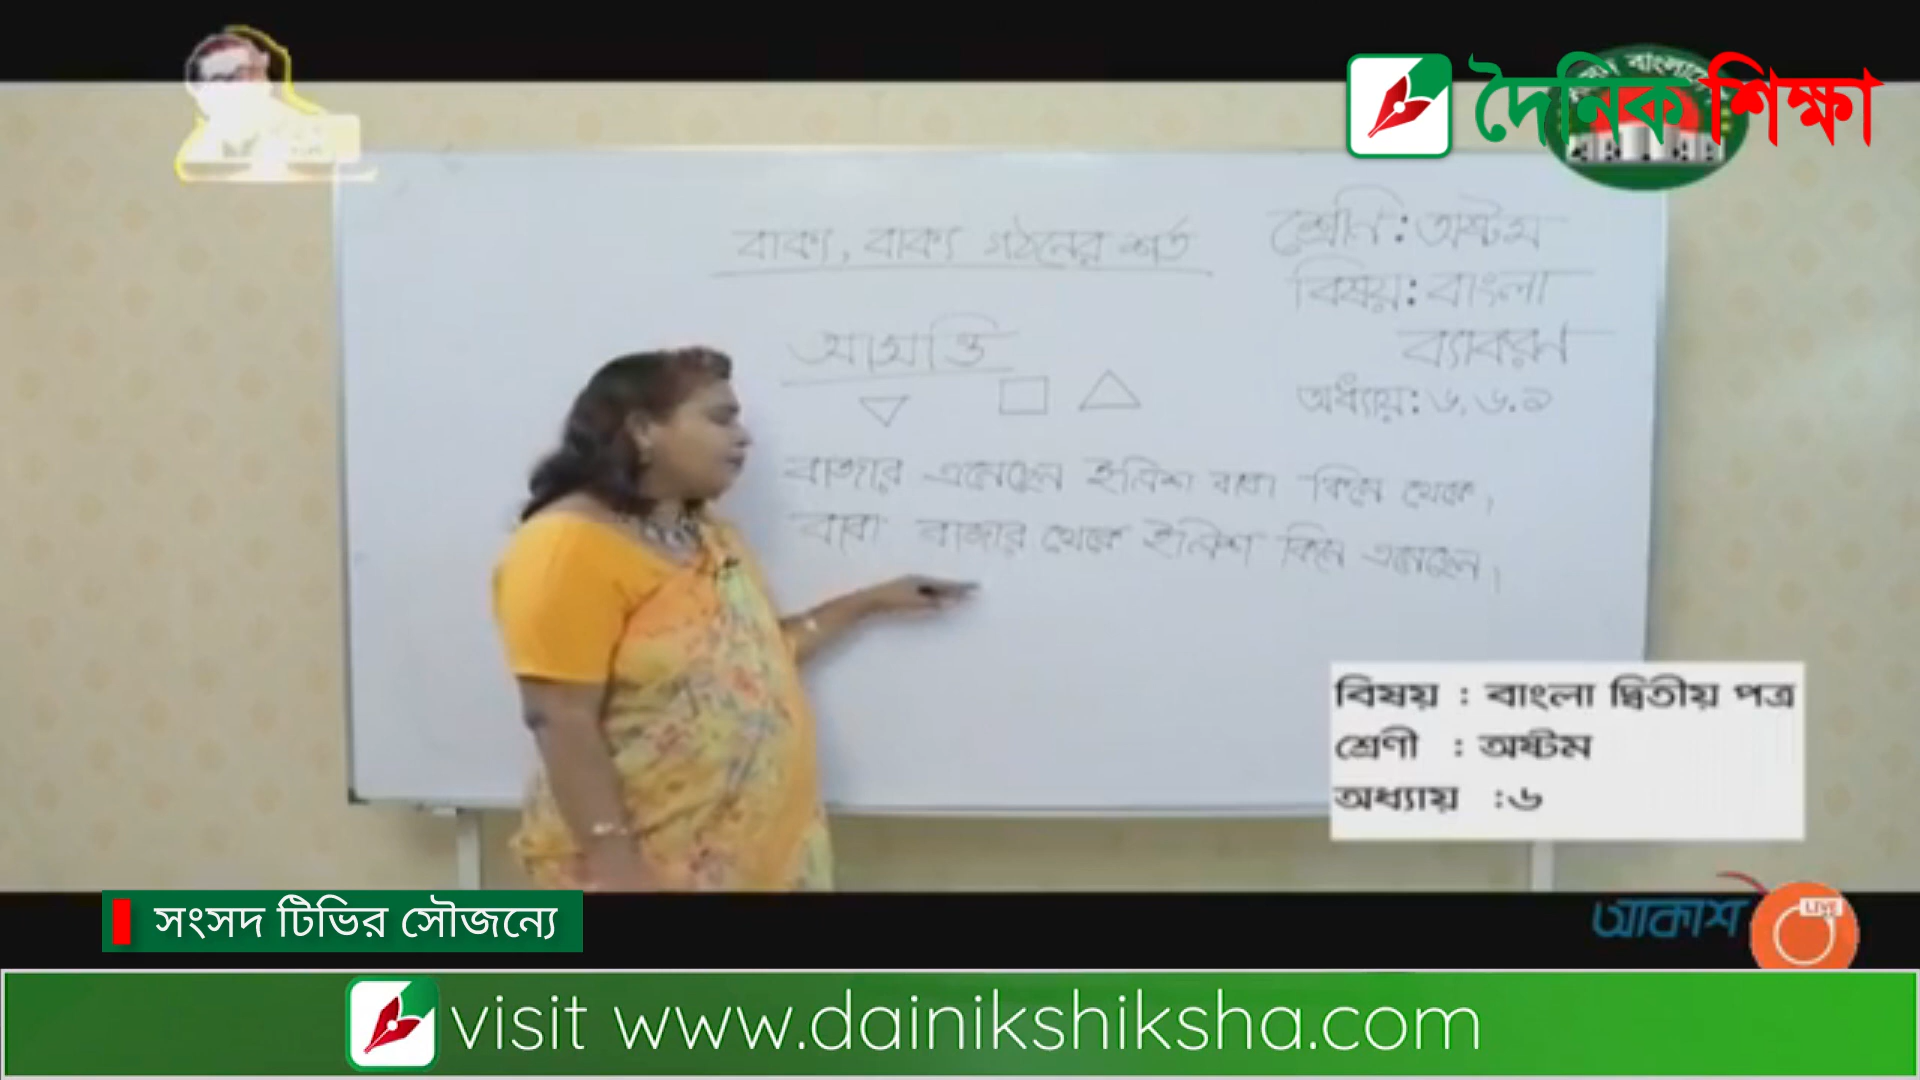 দৈনিক শিক্ষা
বাংলাদেশ
বাক্য, বাক্য গঠনের শর্ত
শ্রেণি: অষ্টম
বিষয়: বাংলা
ব্যাকরণ
অধ্যায়: ৬, ৬.১
আসত্তি
বাজার এনেছেন ইলিশ বাবা কিনে থেকে।
বাবা বাজার থেকে ইলিশ কিনে এনেছেন।
বিষয় : বাংলা দ্বিতীয় পত্র
শ্রেণী : অষ্টম
অধ্যায় :৬
সংসদ টিভির সৌজন্যে
আকাশ
LIVE
visit www.dainikshiksha.com